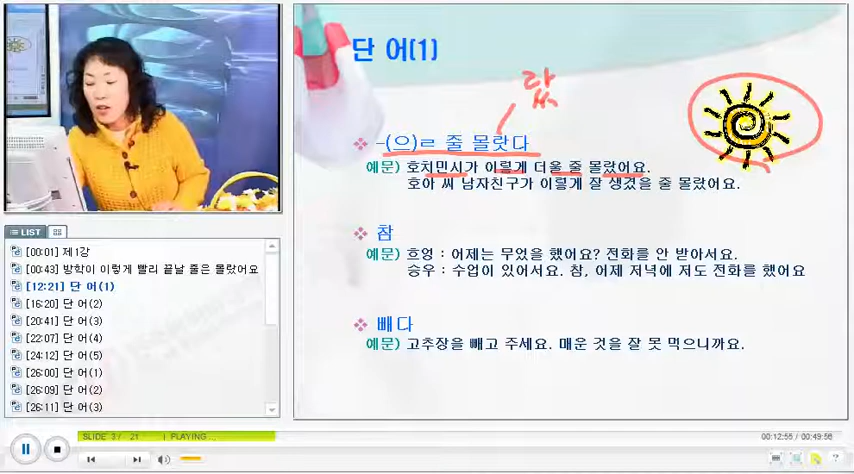 단 어(1)
랐
-(으)ㄹ 줄 몰랏다
예문) 호치민시가 이렇게 더울 줄 몰랐어요.
호아 씨 남자친구가 이렇게 잘 생겼을 줄 몰랐어요.
참
예문) 흐영 : 어제는 무엇을 했어요? 전화를 안 받아서요.
승우 : 수업이 있어서요. 참, 어제 저녁에 저도 전화를 했어요
빼다
예문) 고추장을 빼고 주세요. 매운 것을 잘 못 먹으니까요.
LIST
[00:01] 제1강
[00:43] 방학이 이렇게 빨리 끝날 줄은 몰랐어요
[12:21] 단 어(1)
[16:20] 단 어(2)
[20:41] 단 어(3)
[22:07] 단 어(4)
[24:12] 단 어(5)
[26:00] 단 어(1)
[26:09] 단 어(2)
[26:11] 단 어(3)
SLIDE 3 / 21 | PLAYING ...
00:12:55 / 00:49:56